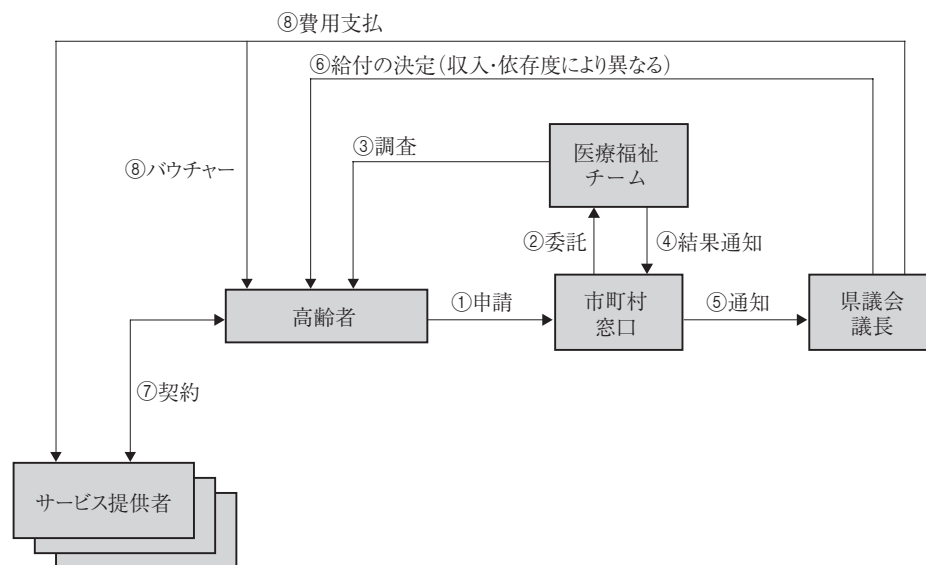 ⑧費用支払
⑥給付の決定(収入・依存度により異なる)
③調査
医療福祉
チーム
⑧バウチャー
②委託
④結果通知
高齢者
①申請
市町村
窓口
⑤通知
県議会
議長
⑦契約
サービス提供者